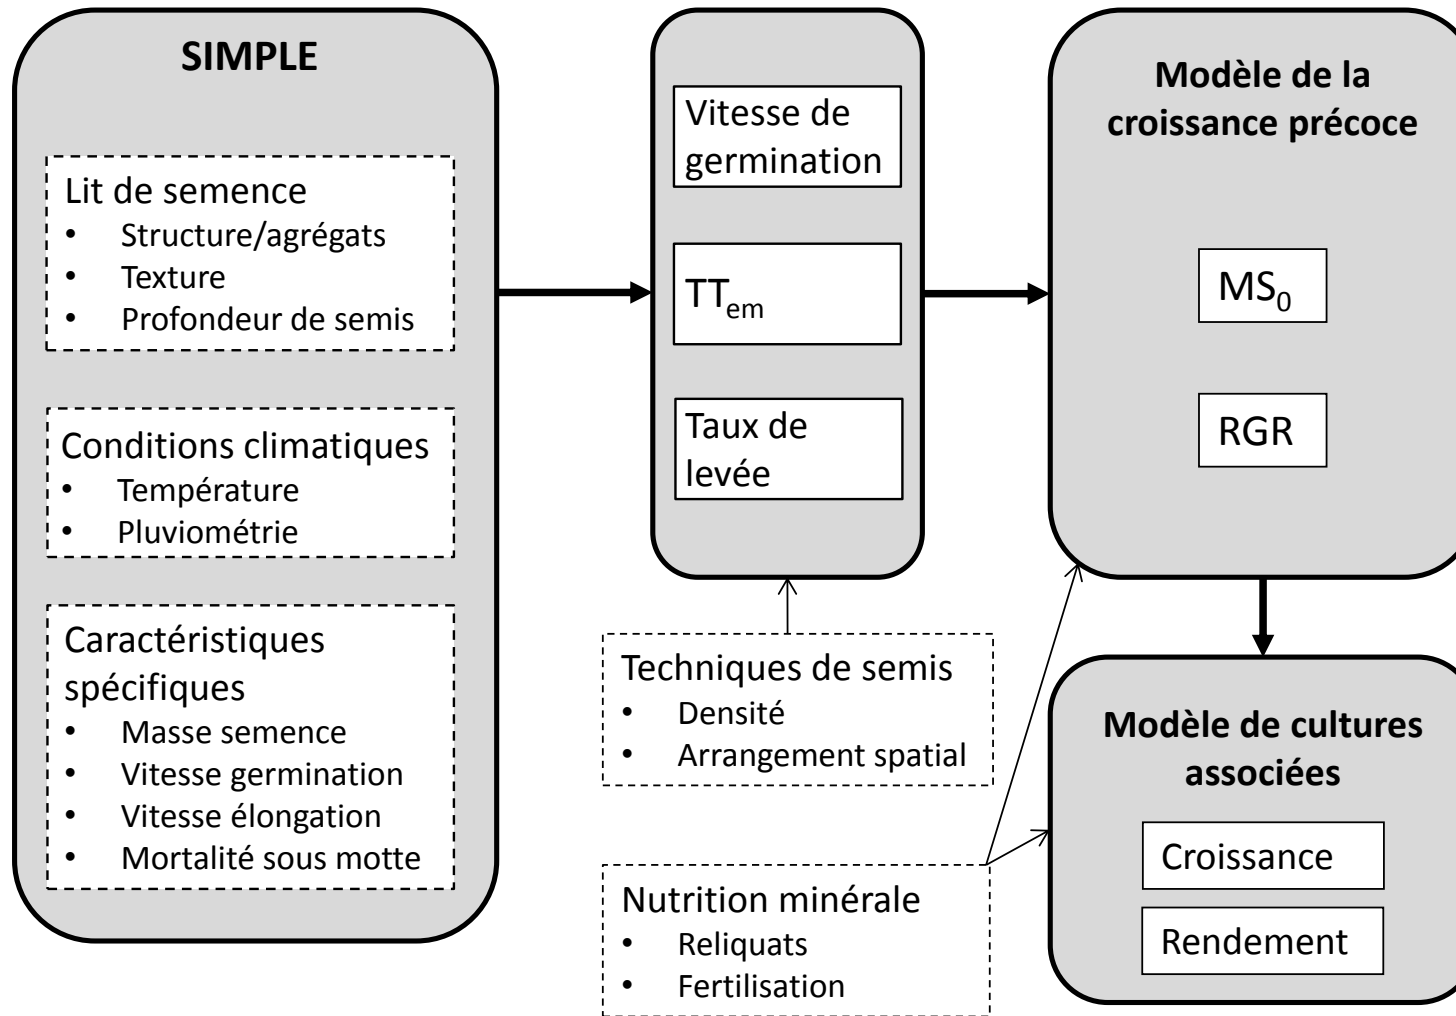 SIMPLE
Lit de semence
• Structure/agrégats
• Texture
• Profondeur de semis
Conditions climatiques
• Température
• Pluviométrie
Caractéristiques
spécifiques
• Masse semence
• Vitesse germination
• Vitesse élongation
• Mortalité sous motte
Vitesse de
germination
TTem
Taux de
levée
Techniques de semis
• Densité
• Arrangement spatial
Nutrition minérale
• Reliquats
• Fertilisation
Modèle de la
croissance précoce
MS0
RGR
Modèle de cultures
associées
Croissance
Rendement